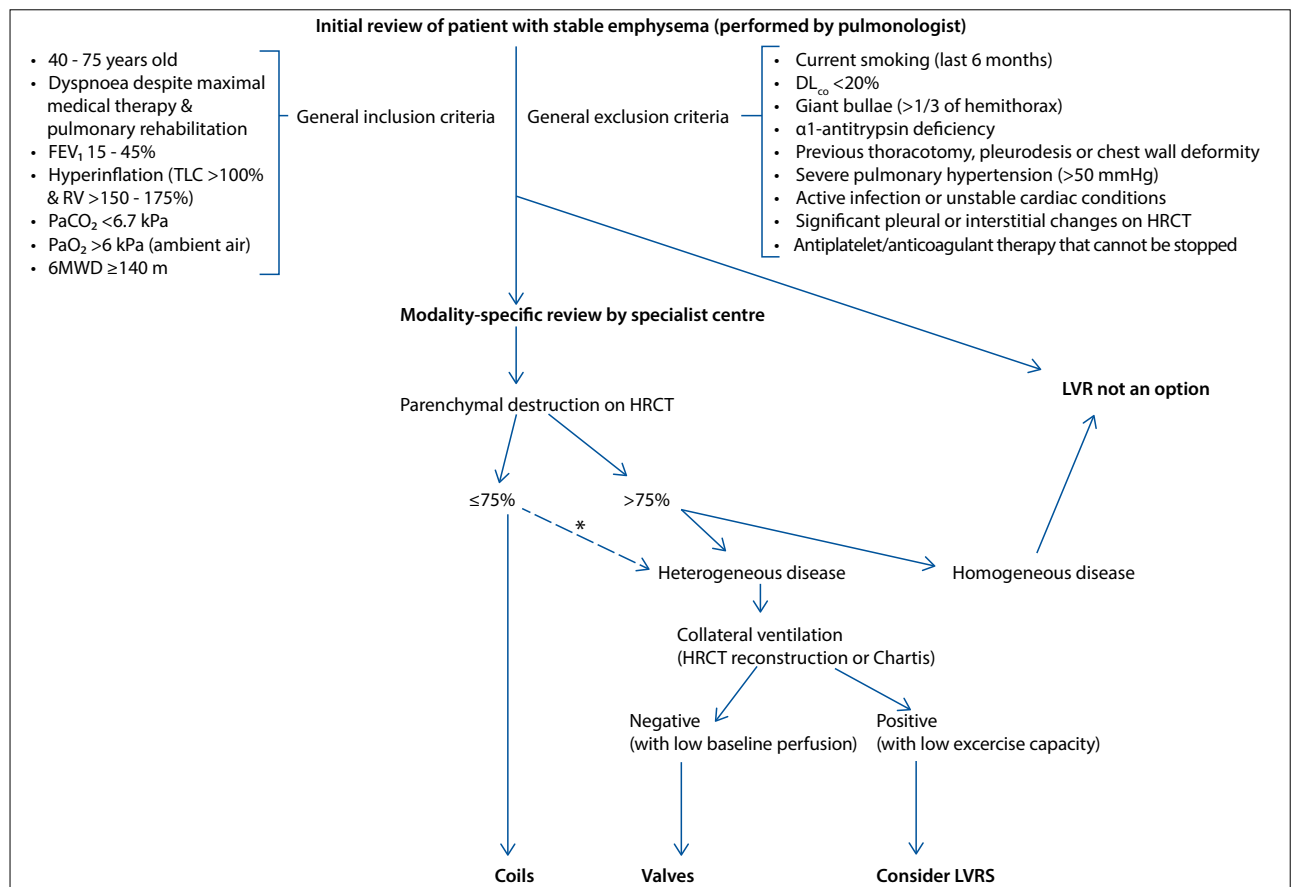 Initial review of patient with stable emphysema (performed by pulmonologist)
• 40 - 75 years old
• Dyspnoea despite maximal
medical therapy &
pulmonary rehabilitation
• FEV₁ 15 - 45%
• Hyperinflation (TLC >100%
& RV >150 - 175%)
• PaCO₂ <6.7 kPa
• PaO₂ >6 kPa (ambient air)
• 6MWD ≥140 m
General inclusion criteria
General exclusion criteria
• Current smoking (last 6 months)
• DLco <20%
• Giant bullae (>1/3 of hemithorax)
• α1-antitrypsin deficiency
• Previous thoracotomy, pleurodesis or chest wall deformity
• Severe pulmonary hypertension (>50 mmHg)
• Active infection or unstable cardiac conditions
• Significant pleural or interstitial changes on HRCT
• Antiplatelet/anticoagulant therapy that cannot be stopped
Modality-specific review by specialist centre
LVR not an option
Parenchymal destruction on HRCT
≤75%
>75%
*
Heterogeneous disease
Homogeneous disease
Collateral ventilation
(HRCT reconstruction or Chartis)
Negative
(with low baseline perfusion)
Positive
(with low excercise capacity)
Coils
Valves
Consider LVRS